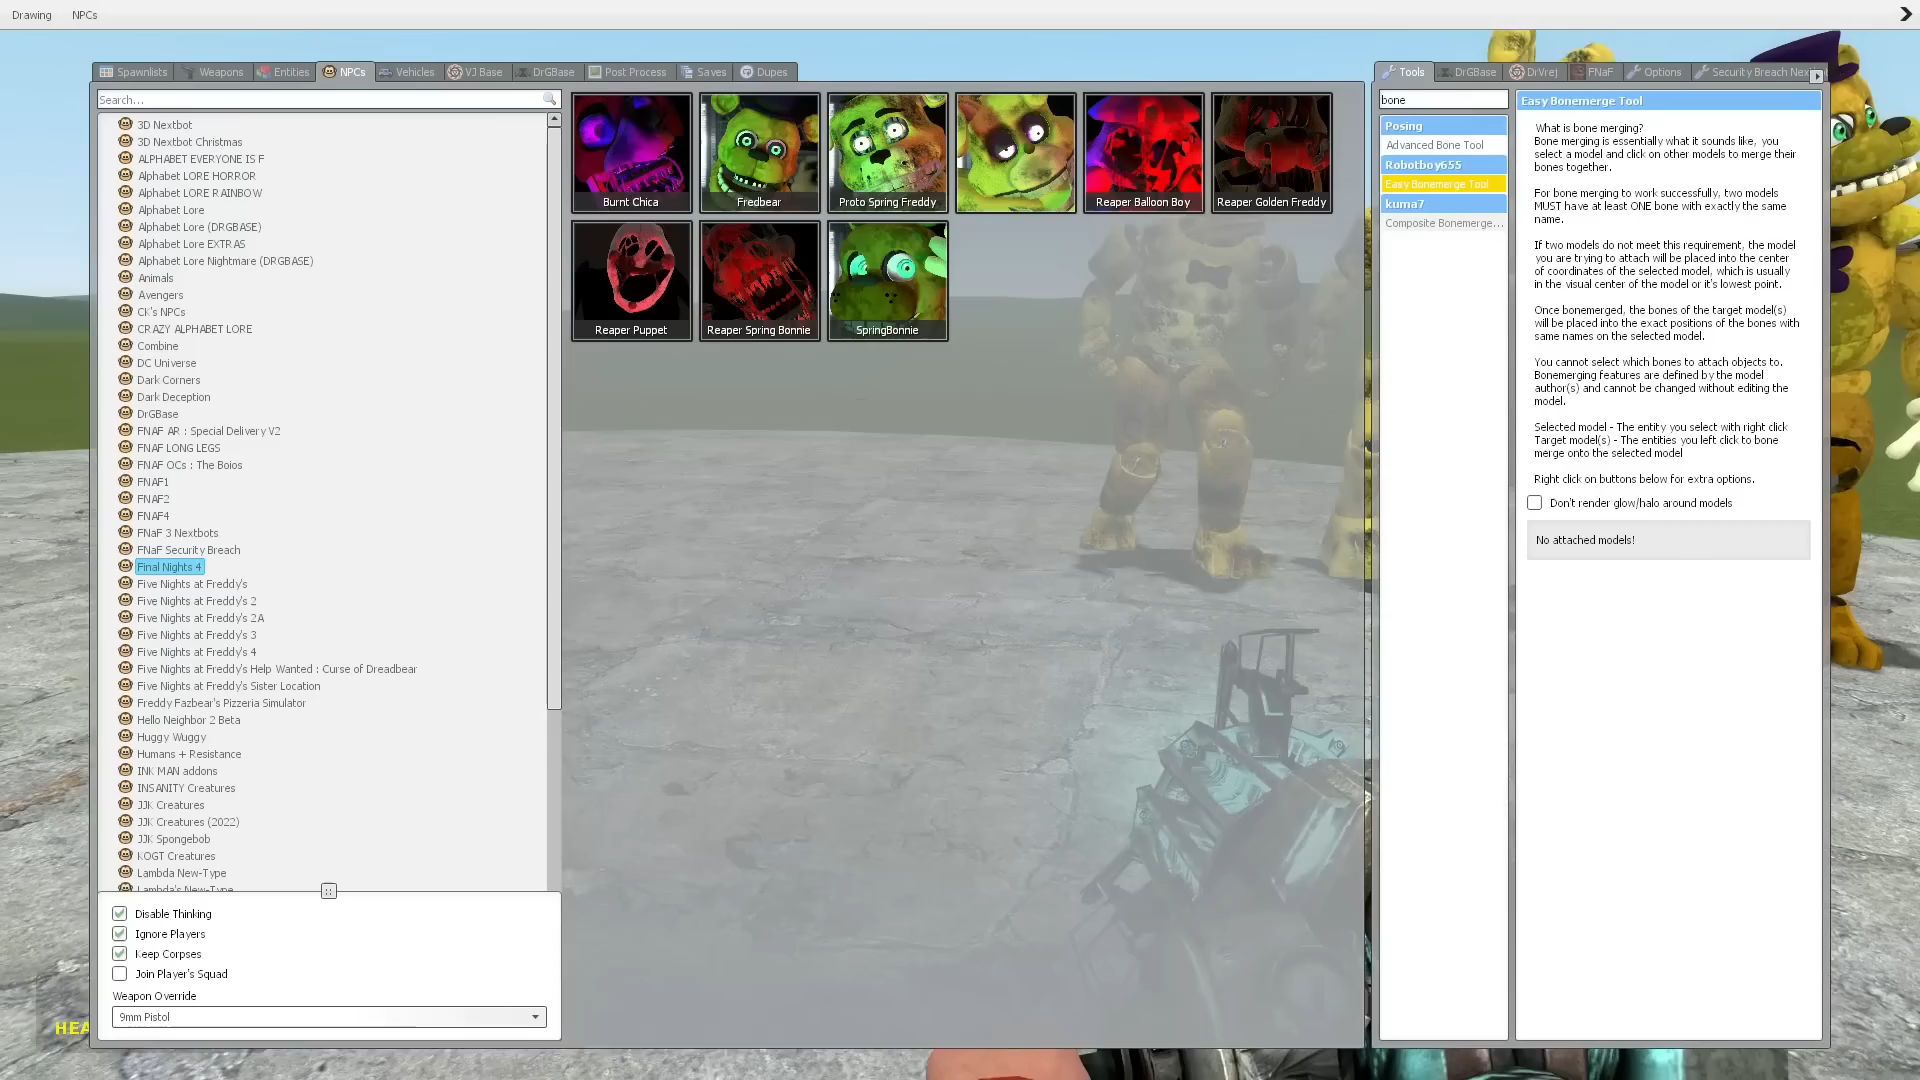 Drawing NPCs
Spawnlists Weapons Entities NPCs Vehicles VJ Base DrGBase Post Process Saves Dupes
Search...
3D Nextbot
3D Nextbot Christmas
ALPHABET EVERYONE IS F
Alphabet LORE HORROR
Alphabet LORE RAINBOW
Alphabet Lore
Alphabet Lore (DRGBASE)
Alphabet Lore EXTRAS
Alphabet Lore Nightmare (DRGBASE)
Animals
Avengers
CK's NPCs
CRAZY ALPHABET LORE
Combine
DC Universe
Dark Corners
Dark Deception
DrGBase
FNAF AR : Special Delivery V2
FNAF LONG LEGS
FNAF OCs : The Boios
FNAF1
FNAF2
FNAF4
FNaF 3 Nextbots
FNaF Security Breach
Final Nights 4
Five Nights at Freddy's
Five Nights at Freddy's 2
Five Nights at Freddy's 2A
Five Nights at Freddy's 3
Five Nights at Freddy's 4
Five Nights at Freddy's Help Wanted : Curse of Dreadbear
Five Nights at Freddy's Sister Location
Freddy Fazbear's Pizzeria Simulator
Hello Neighbor 2 Beta
Huggy Wuggy
Humans + Resistance
INK MAN addons
INSANITY Creatures
JJK Creatures
JJK Creatures (2022)
JJK Spongebob
KOGT Creatures
Lambda New-Type
Lambda's New-Type
Disable Thinking
Ignore Players
Keep Corpses
Join Player's Squad
Weapon Override
9mm Pistol
HEA
Burnt Chica
Fredbear
Proto Spring Freddy
Reaper Balloon Boy
Reaper Golden Freddy
Reaper Puppet
Reaper Spring Bonnie
SpringBonnie
Tools DrGBase DrVrej FNaF Options Security Breach Nex
bone
Posing
Advanced Bone Tool
Robotboy655
Easy Bonemerge Tool
kuma7
Composite Bonemerge...
Easy Bonemerge Tool
What is bone merging?
Bone merging is essentially what it sounds like, you
select a model and click on other models to merge their
bones together.
For bone merging to work successfully, two models
MUST have at least ONE bone with exactly the same
name.
If two models do not meet this requirement, the model
you are trying to attach will be placed into the center
of coordinates of the selected model, which is usually
in the visual center of the model or it's lowest point.
Once bonemerged, the bones of the target model(s)
will be placed into the exact positions of the bones with
same names on the selected model.
You cannot select which bones to attach objects to.
Bonemerging features are defined by the model
author(s) and cannot be changed without editing the
model.
Selected model - The entity you select with right click
Target model(s) - The entities you left click to bone
merge onto the selected model
Right click on buttons below for extra options.
Don't render glow/halo around models
No attached models!